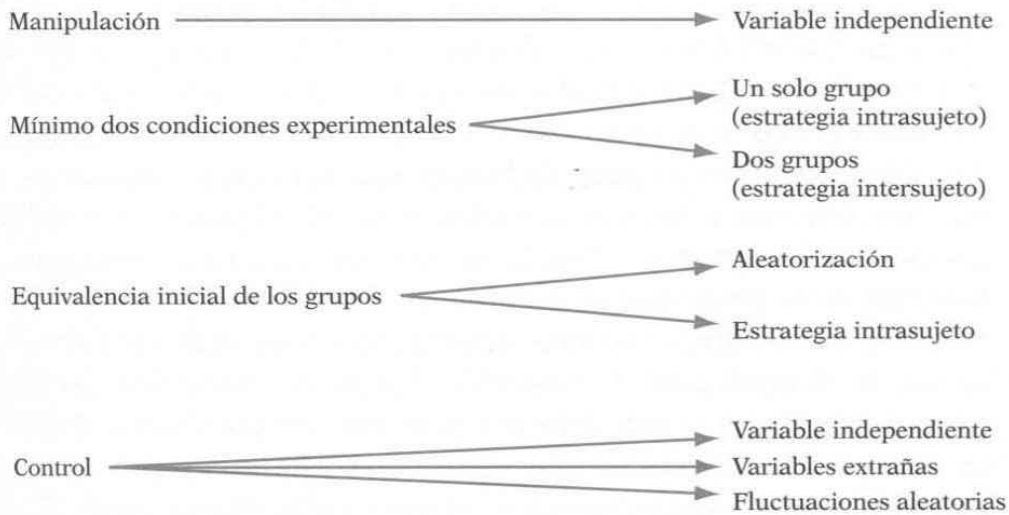 Manipulación
Variable independiente
Mínimo dos condiciones experimentales
Un solo grupo
(estrategia intrasujeto)
Dos grupos
(estrategia intersujeto)
Equivalencia inicial de los grupos
Aleatorización
Estrategia intrasujeto
Control
Variable independiente
Variables extrañas
Fluctuaciones aleatorias